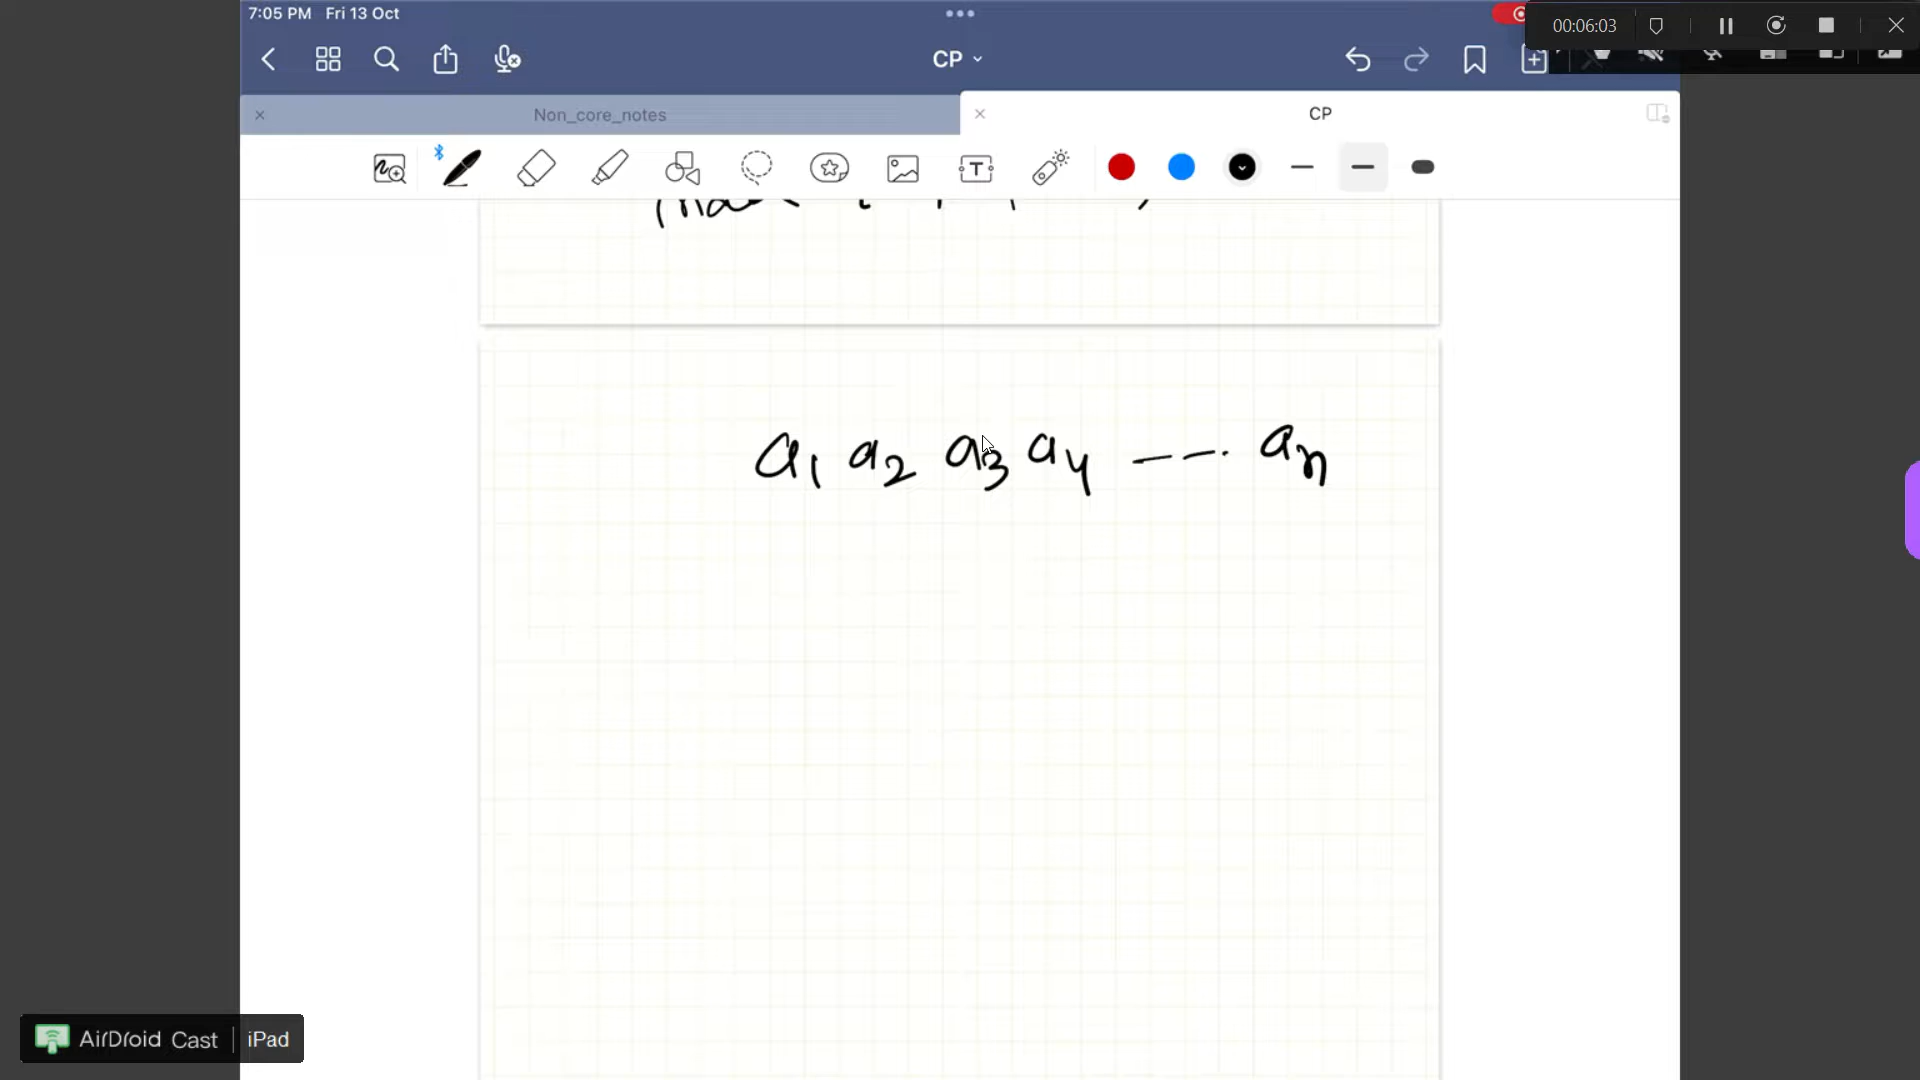 7:05 PM Fri 13 Oct
00:06:03
CP
Non_core_notes
CP
T
a₁ a₂ a₃ a₄ ---. aₙ
AirDroid Cast | iPad